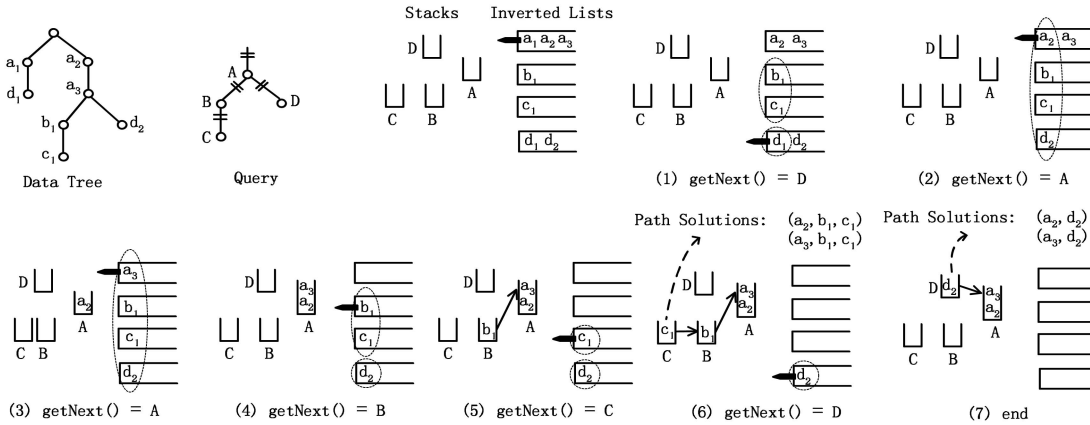 Stacks Inverted Lists
a1
d1
a2
a3
b1
d2
c1
Data Tree
A
B
D
C
Query
D
A
C B
a1 a2 a3
b1
c1
d1 d2
D
A
C B
a2 a3
b1
c1
d1 d2
(1) getNext() = D
D
A
C B
a2 a3
b1
c1
d2
(2) getNext() = A
D
a2
A
C B
a3
b1
c1
d2
(3) getNext() = A
D
a3
a2
A
C B
b1
c1
d2
(4) getNext() = B
D
a3
a2
A
b1
C B
c1
d2
(5) getNext() = C
Path Solutions: (a2, b1, c1)
(a3, b1, c1)
D
a3
a2
A
c1 b1
C B
d2
(6) getNext() = D
Path Solutions: (a2, d2)
(a3, d2)
D d2
a3
a2
A
C B
(7) end